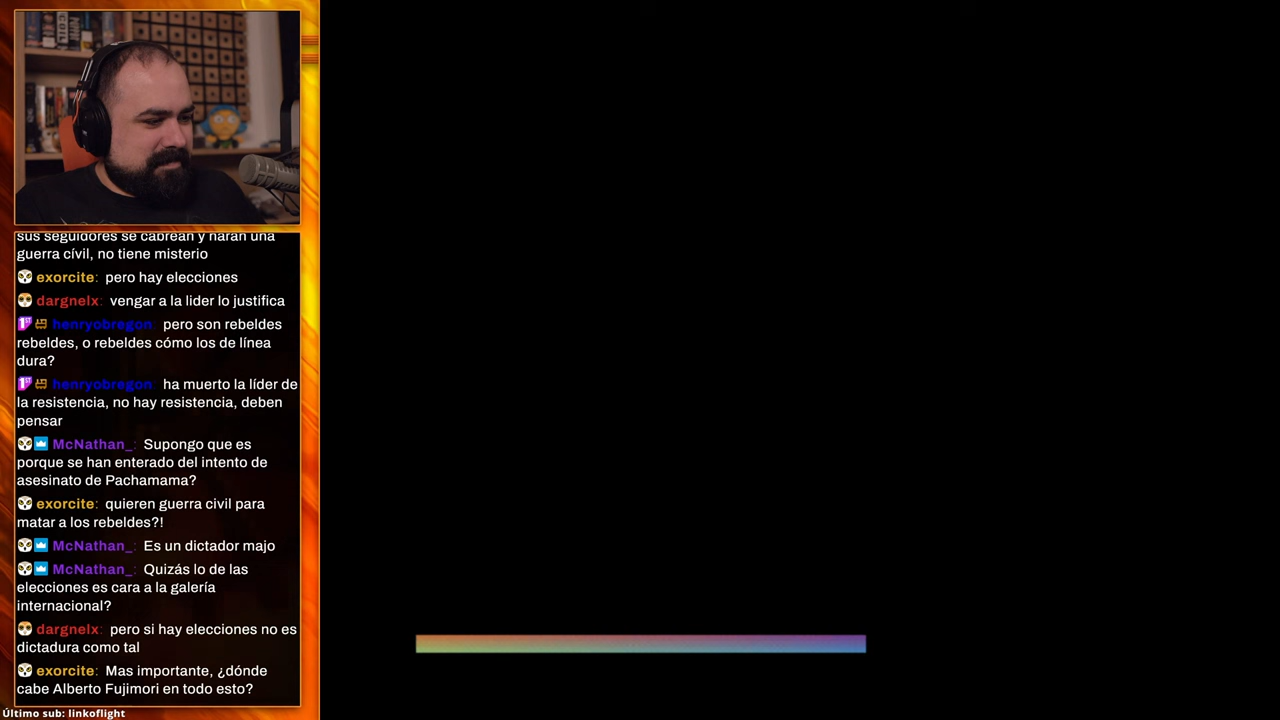 sus seguidores se cabrean y harán una
guerra cívil, no tiene misterio
exorcite: pero hay elecciones
dargnelx: vengar a la lider lo justifica
henryobregon: pero son rebeldes
rebeldes, o rebeldes cómo los de línea
dura?
henryobregon: ha muerto la líder de
la resistencia, no hay resistencia, deben
pensar
McNathan_: Supongo que es
porque se han enterado del intento de
asesinato de Pachamama?
exorcite: quieren guerra civil para
matar a los rebeldes?!
McNathan_: Es un dictador majo
McNathan_: Quizás lo de las
elecciones es cara a la galería
internacional?
dargnelx: pero si hay elecciones no es
dictadura como tal
exorcite: Mas importante, ¿dónde
cabe Alberto Fujimori en todo esto?
Último sub: linkoflight